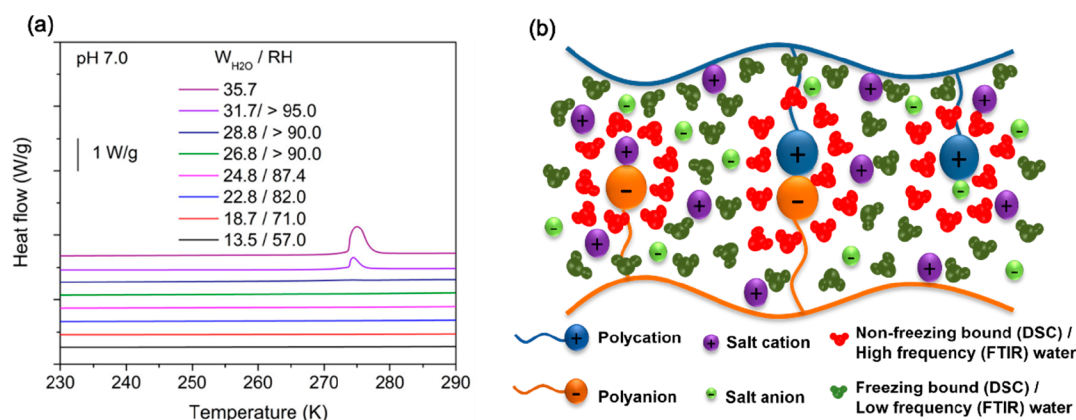 (a)
pH 7.0
W_H2O / RH
35.7
31.7/ > 95.0
28.8 / > 90.0
26.8 / > 90.0
24.8 / 87.4
22.8 / 82.0
18.7 / 71.0
13.5 / 57.0
1 W/g
Heat flow (W/g)
230 240 250 260 270 280 290
Temperature (K)
(b)
+ Polycation
+ Salt cation
Non-freezing bound (DSC) /
High frequency (FTIR) water
- Polyanion
- Salt anion
Freezing bound (DSC) /
Low frequency (FTIR) water